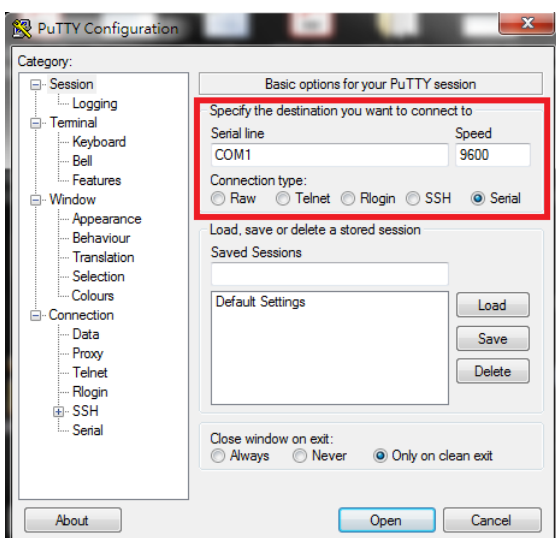 PuTTY Configuration
Category:
Session
Logging
Terminal
Keyboard
Bell
Features
Window
Appearance
Behaviour
Translation
Selection
Colours
Connection
Data
Proxy
Telnet
Rlogin
SSH
Serial
Basic options for your PuTTY session
Specify the destination you want to connect to
Serial line Speed
COM1 9600
Connection type:
Raw Telnet Rlogin SSH Serial
Load, save or delete a stored session
Saved Sessions
Default Settings
Load
Save
Delete
Close window on exit:
Always Never Only on clean exit
About Open Cancel